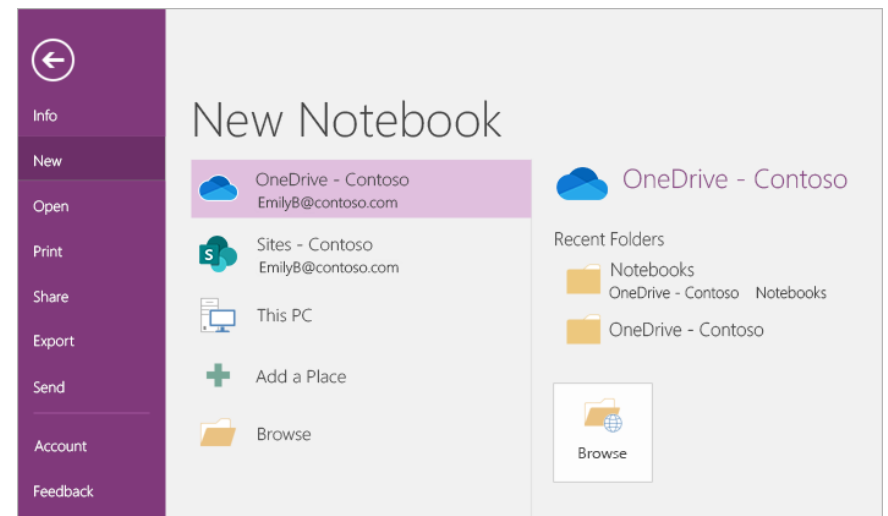 Info
New
Open
Print
Share
Export
Send
Account
Feedback
New Notebook
OneDrive - Contoso
EmilyB@contoso.com
S
Sites - Contoso
EmilyB@contoso.com
This PC
Add a Place
Browse
OneDrive - Contoso
Recent Folders
Notebooks
OneDrive - Contoso Notebooks
OneDrive - Contoso
Browse